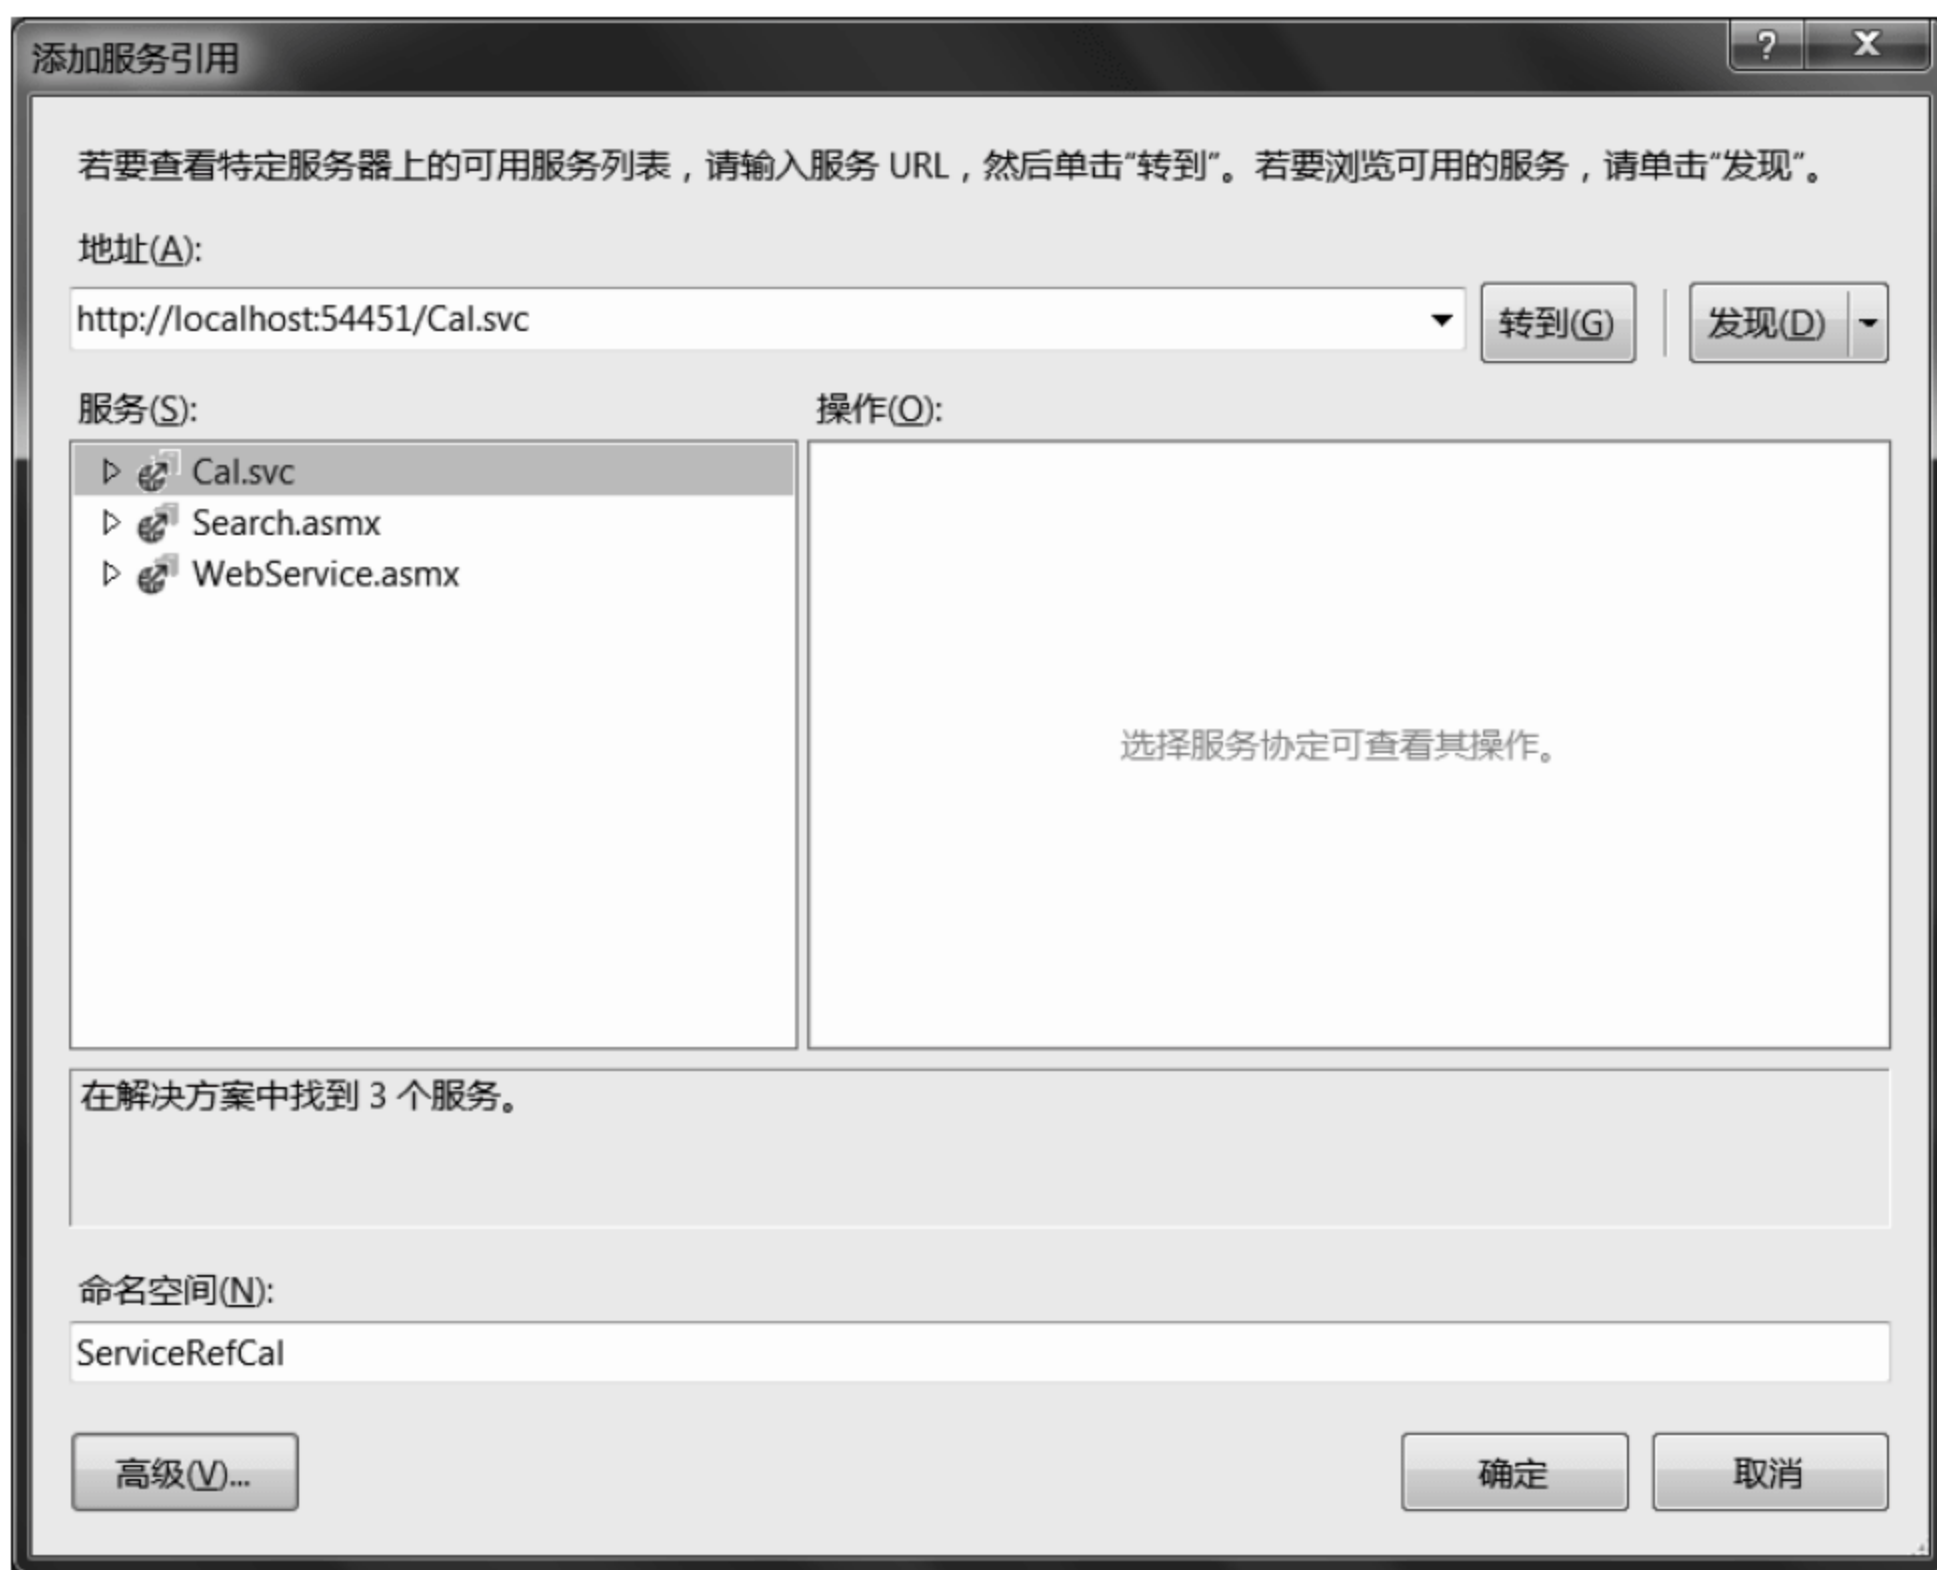 添加服务引用
若要查看特定服务器上的可用服务列表，请输入服务 URL，然后单击“转到”。若要浏览可用的服务，请单击“发现”。
地址(A):
http://localhost:54451/Cal.svc 转到(G) 发现(D)
服务(S): 操作(O):
Cal.svc
Search.asmx
WebService.asmx
选择服务协定可查看其操作。
在解决方案中找到 3 个服务。
命名空间(N):
ServiceRefCal
高级(V)... 确定 取消